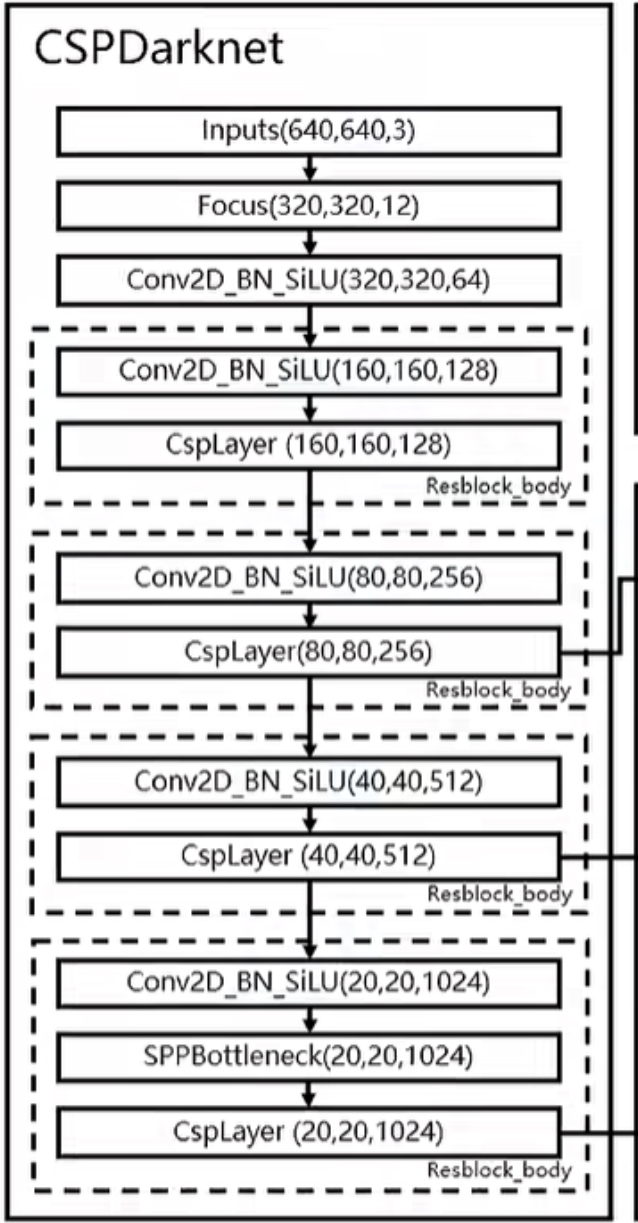 CSPDarknet
Inputs(640,640,3)
Focus(320,320,12)
Conv2D_BN_SiLU(320,320,64)
Conv2D_BN_SiLU(160,160,128)
CspLayer (160,160,128)
Resblock_body
Conv2D_BN_SiLU(80,80,256)
CspLayer(80,80,256)
Resblock_body
Conv2D_BN_SiLU(40,40,512)
CspLayer (40,40,512)
Resblock_body
Conv2D_BN_SiLU(20,20,1024)
SPPBottleneck(20,20,1024)
CspLayer (20,20,1024)
Resblock_body